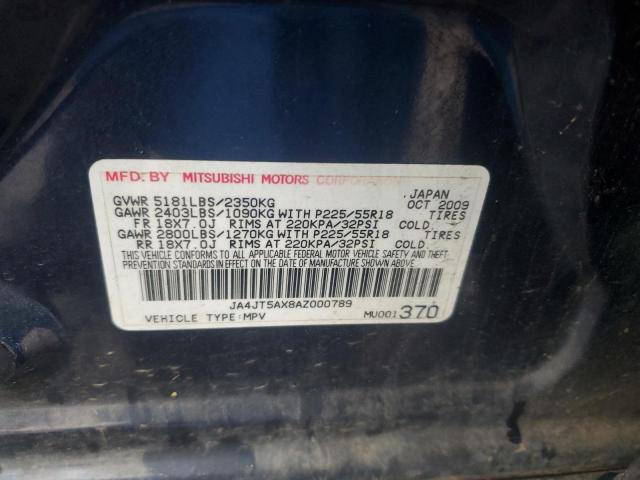 MFD. BY MITSUBISHI MOTORS CORPORATION JAPAN
GVWR 5181LBS/2350KG OCT 2009
GAWR 2403LBS/1090KG WITH P225/55R18 TIRES
FR 18X7.0J RIMS AT 220KPA/32PSI COLD
GAWR 2800LBS/1270KG WITH P225/55R18 TIRES
RR 18X7.0J RIMS AT 220KPA/32PSI COLD
THIS VEHICLE CONFORMS TO ALL APPLICABLE FEDERAL MOTOR VEHICLE SAFETY
AND THEFT PREVENTION STANDARDS IN EFFECT ON THE DATE OF MANUFACTURE SHOWN ABOVE.
JA4JT5AX8AZ000789
VEHICLE TYPE:MPV MU001370